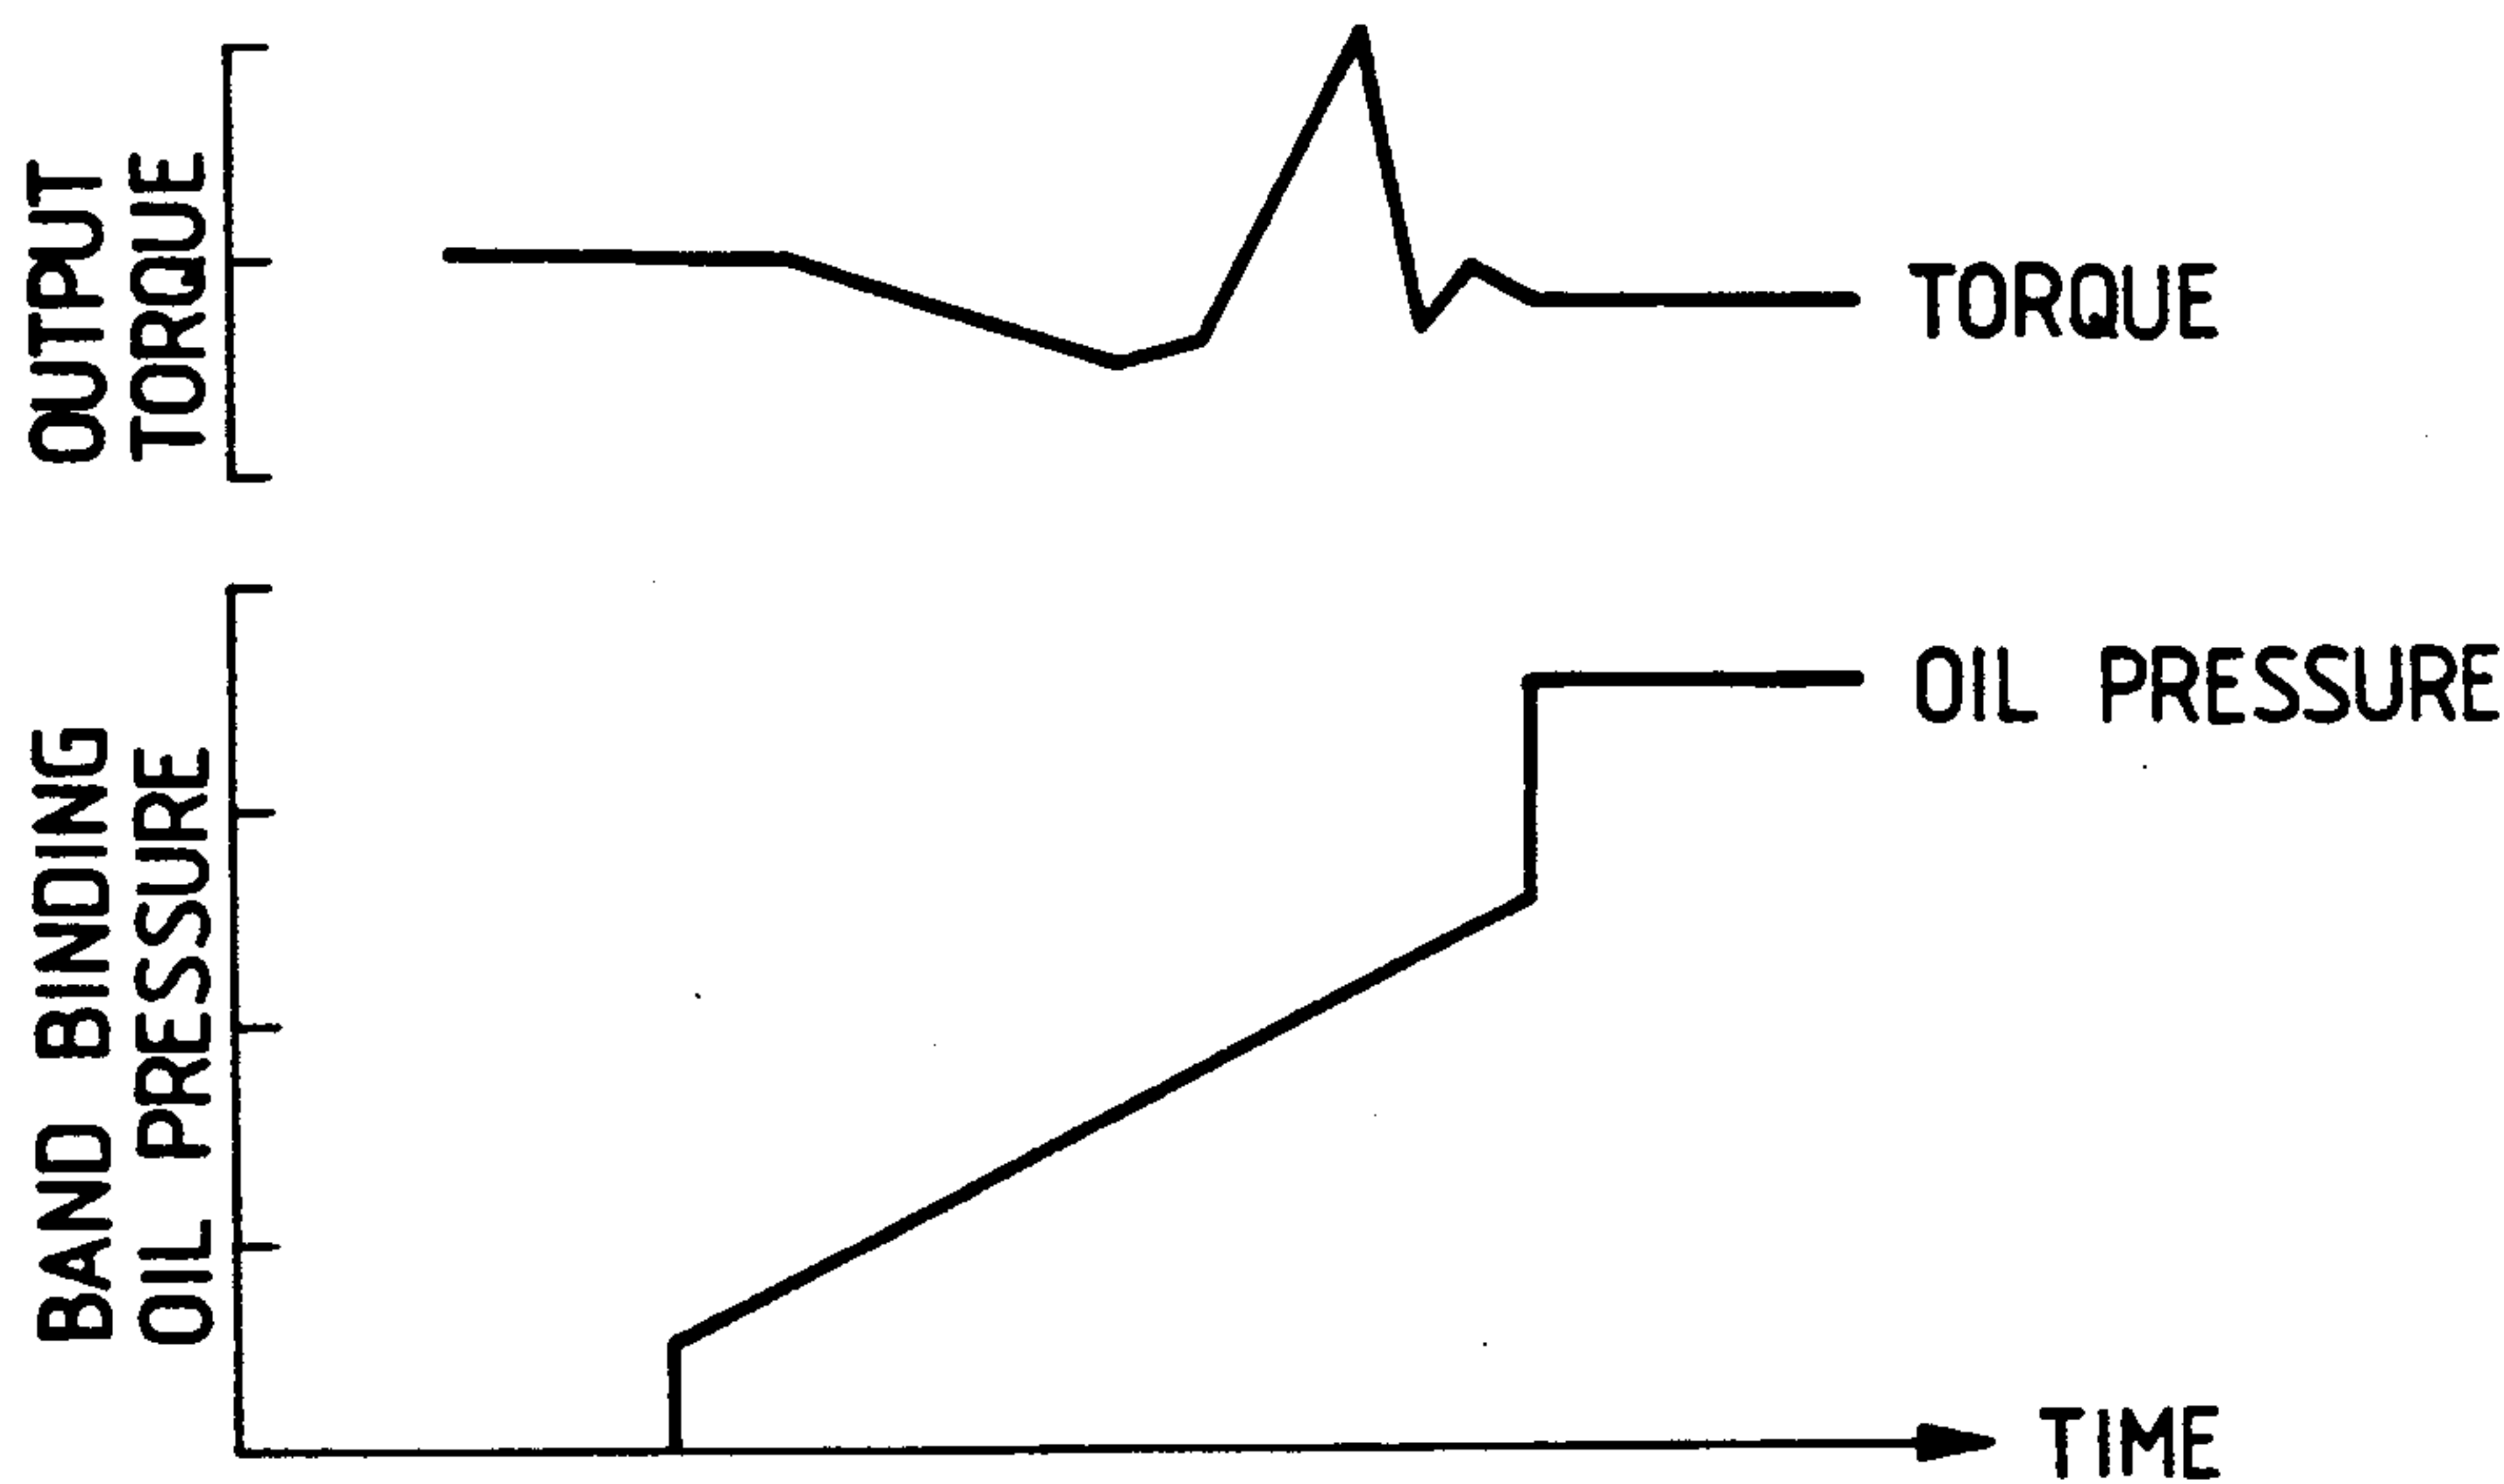 OUTPUT
TORQUE
TORQUE
BAND BINDING
OIL PRESSURE
OIL PRESSURE
TIME